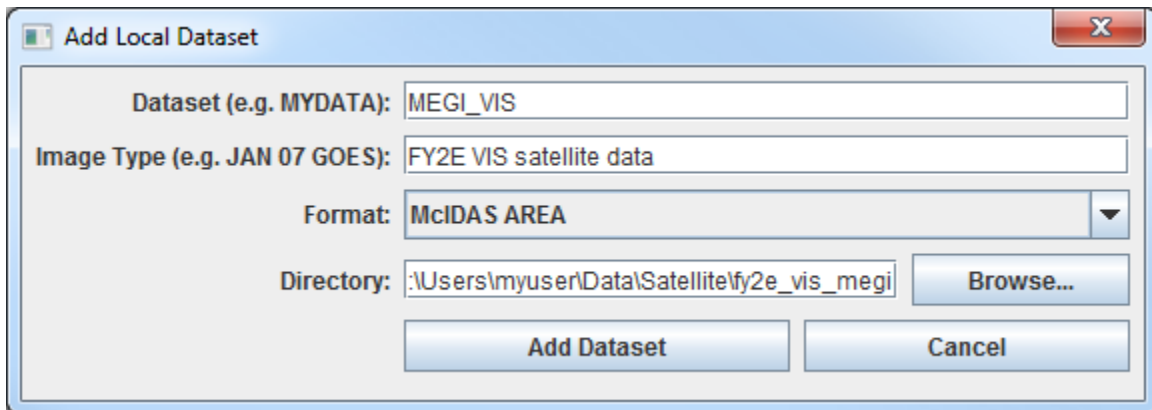 Add Local Dataset
Dataset (e.g. MYDATA): MEGI_VIS
Image Type (e.g. JAN 07 GOES): FY2E VIS satellite data
Format: McIDAS AREA
Directory: :\Users\myuser\Data\Satellite\fy2e_vis_megi Browse...
Add Dataset Cancel